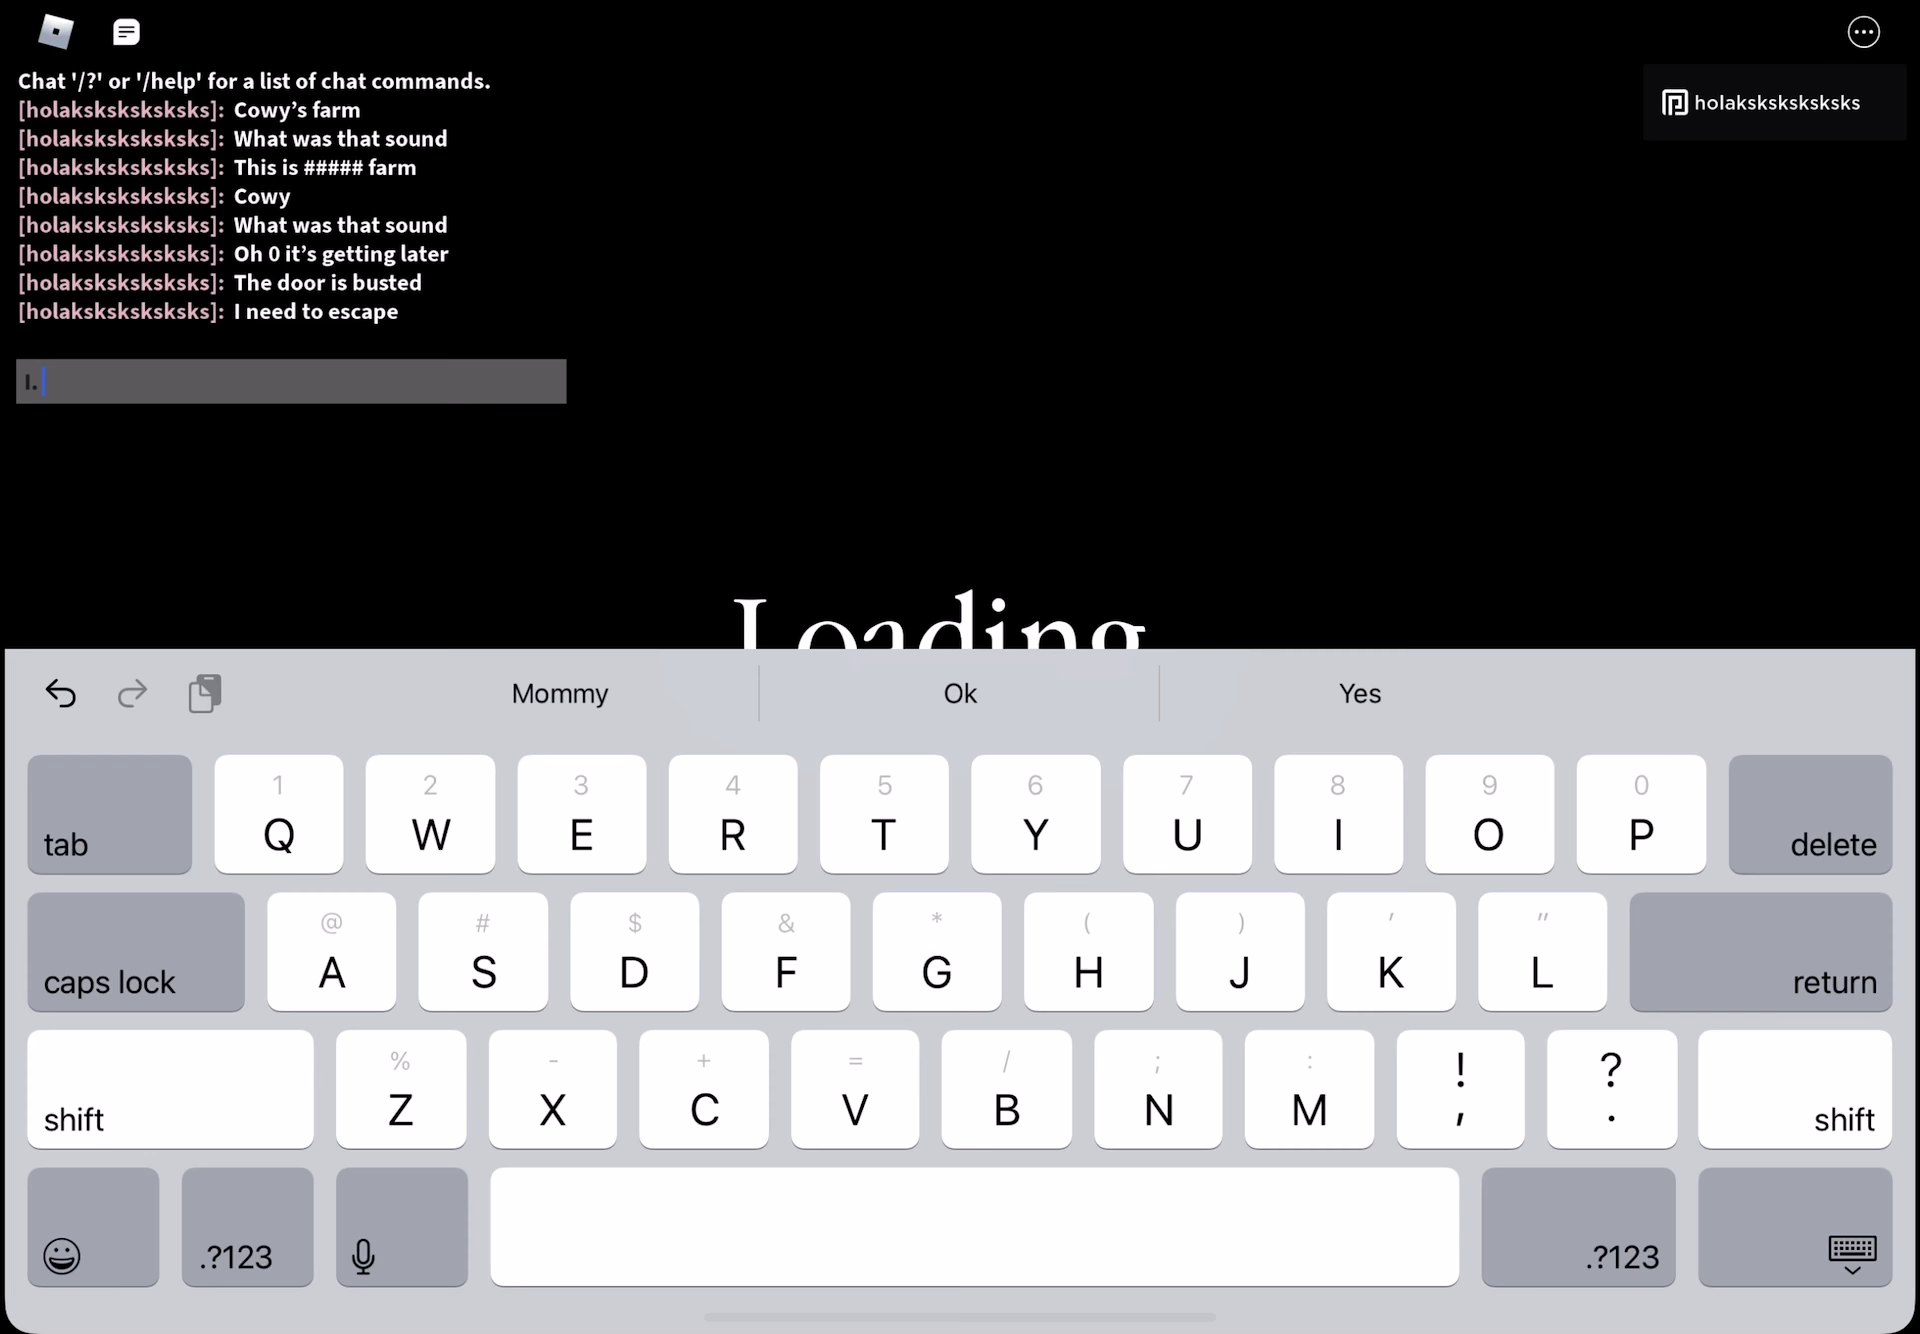 Chat '/?' or '/help' for a list of chat commands.
[holaksksksksksks]: Cowy’s farm
[holaksksksksksks]: What was that sound
[holaksksksksksks]: This is ##### farm
[holaksksksksksks]: Cowy
[holaksksksksksks]: What was that sound
[holaksksksksksks]: Oh 0 it’s getting later
[holaksksksksksks]: The door is busted
[holaksksksksksks]: I need to escape
holaksksksksksks
I.
Loading
Mommy Ok Yes
1 2 3 4 5 6 7 8 9 0
tab Q W E R T Y U I O P delete
@ # $ & * ( ) ' "
caps lock A S D F G H J K L return
% - + = / ; : ! ?
shift Z X C V B N M , . shift
.?123 .?123